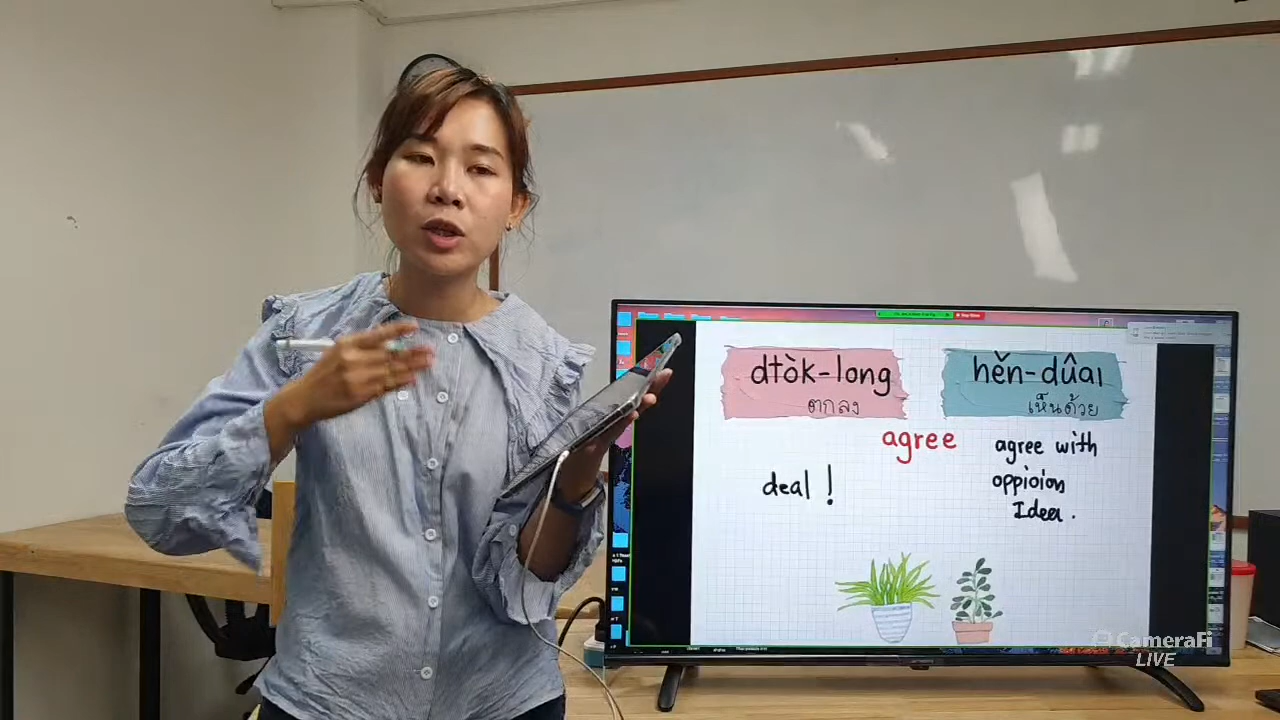 dtòk-long
ตกลง
hěn-dûai
เห็นด้วย
agree
deal !
agree with
oppioion
Idea .
CameraFi
LIVE